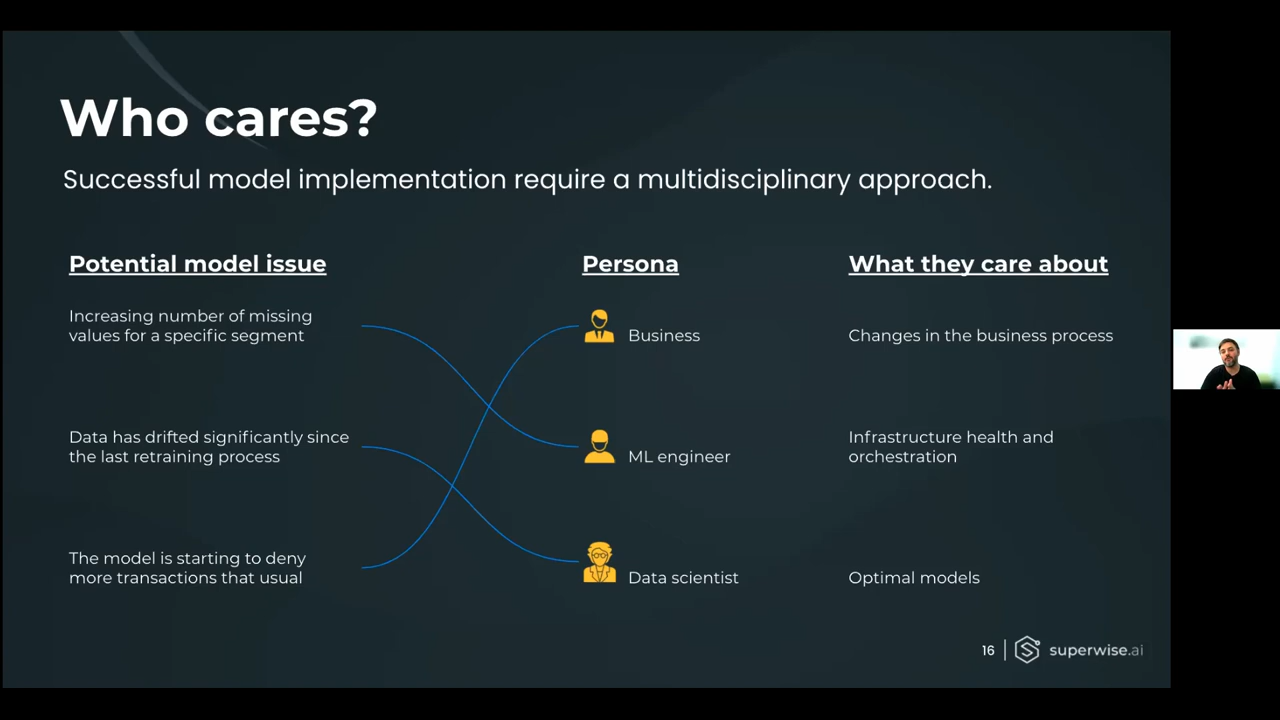 Who cares?
Successful model implementation require a multidisciplinary approach.
Potential model issue
Persona
What they care about
Increasing number of missing
values for a specific segment
Business
Changes in the business process
Data has drifted significantly since
the last retraining process
ML engineer
Infrastructure health and
orchestration
The model is starting to deny
more transactions that usual
Data scientist
Optimal models
16
superwise.ai